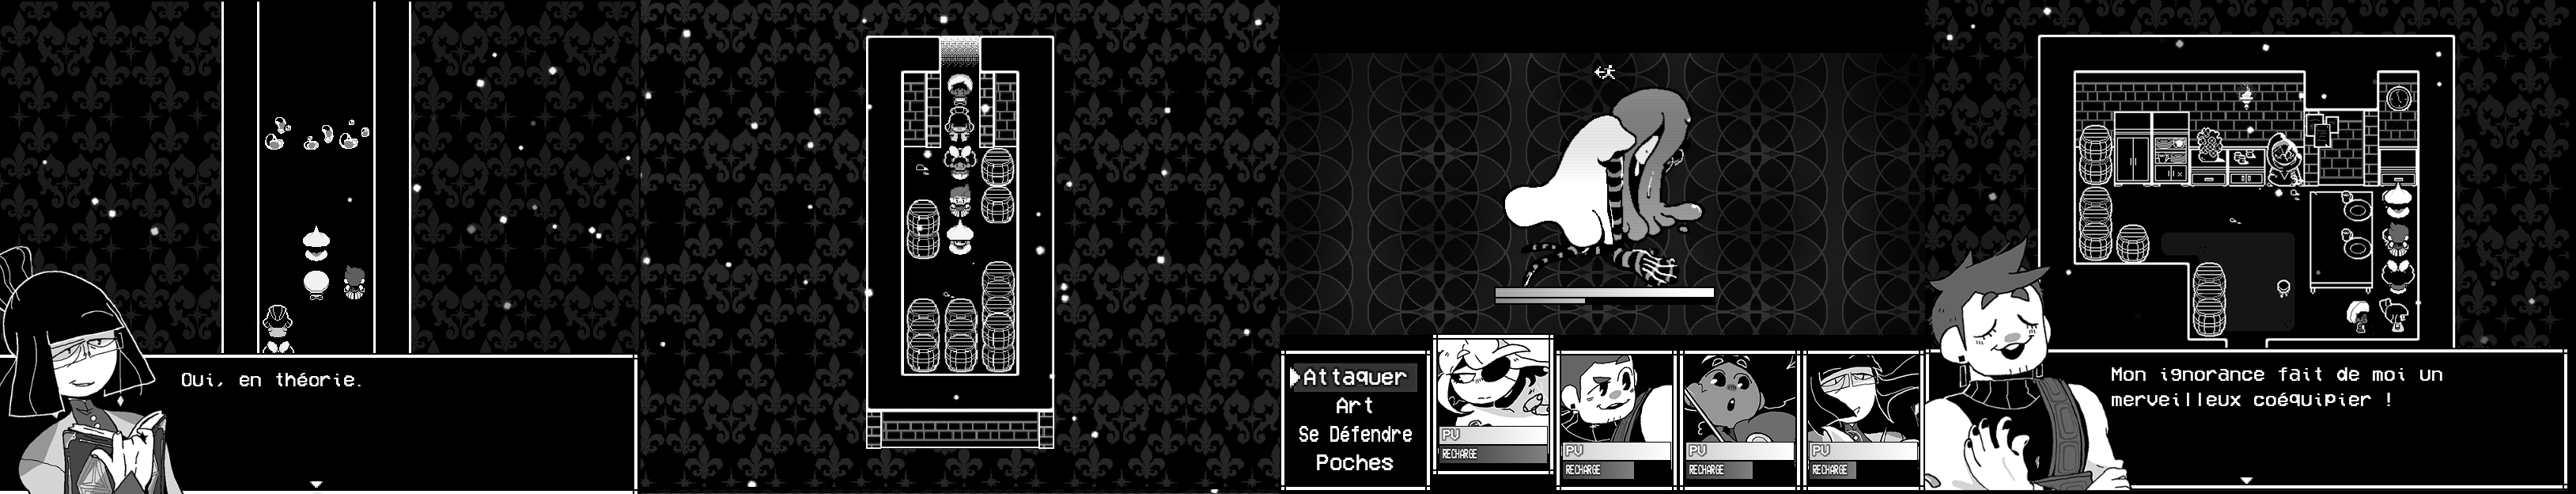 Oui, en théorie.
Attaquer
Art
Se Défendre
Poches
PV
RECHARGE
PV
RECHARGE
PV
RECHARGE
PV
RECHARGE
Mon ignorance fait de moi un
merveilleux coéquipier !